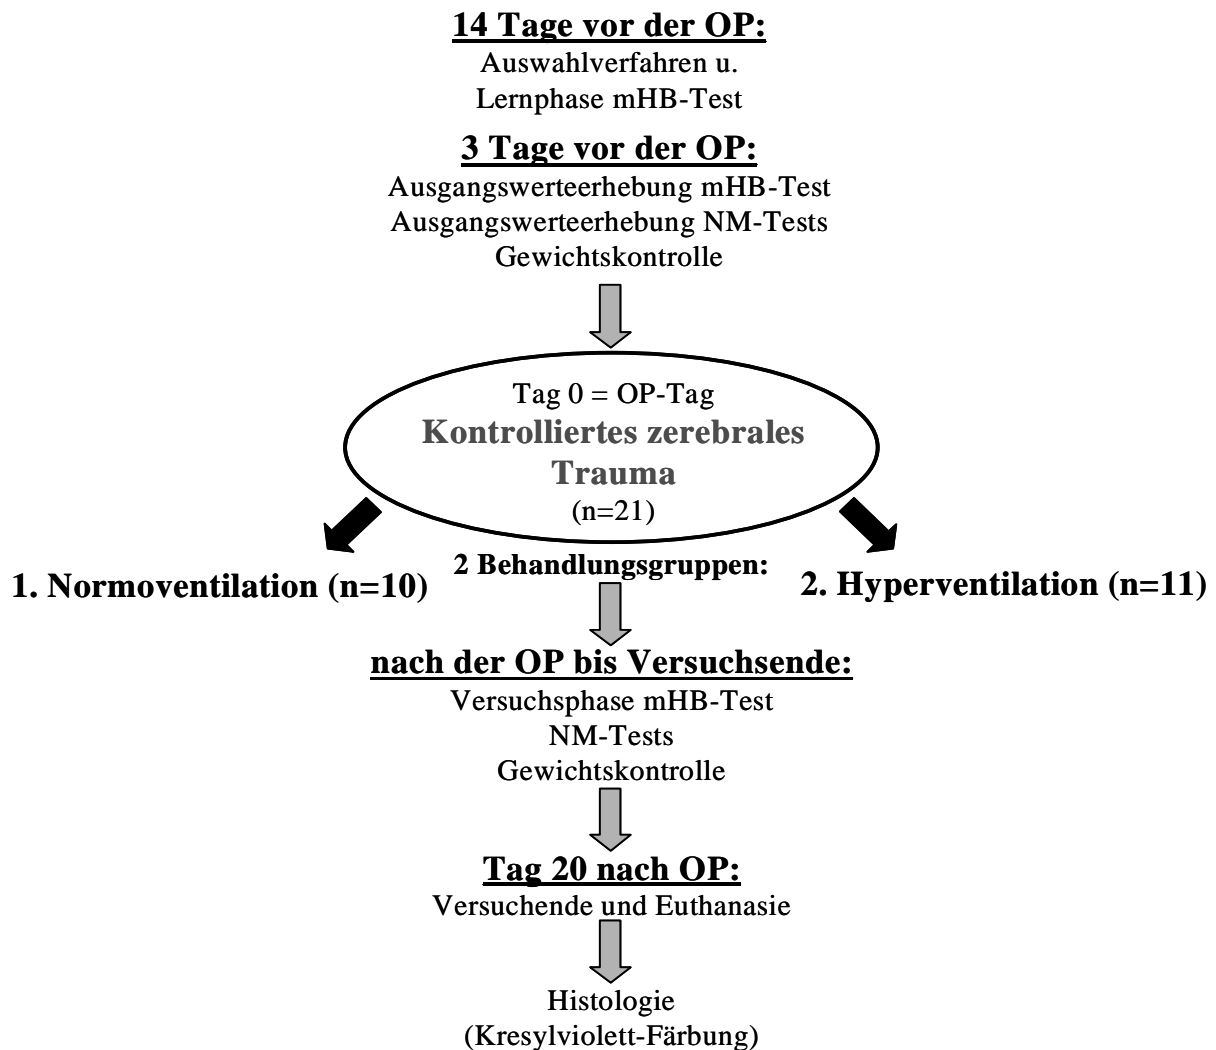 14 Tage vor der OP:
Auswahlverfahren u.
Lernphase mHB-Test
3 Tage vor der OP:
Ausgangswerteerhebung mHB-Test
Ausgangswerteerhebung NM-Tests
Gewichtskontrolle
Tag 0 = OP-Tag
Kontrolliertes zerebrales
Trauma
(n=21)
2 Behandlungsgruppen:
1. Normoventilation (n=10)
2. Hyperventilation (n=11)
nach der OP bis Versuchsende:
Versuchsphase mHB-Test
NM-Tests
Gewichtskontrolle
Tag 20 nach OP:
Versuchende und Euthanasie
Histologie
(Kresylviolett-Färbung)